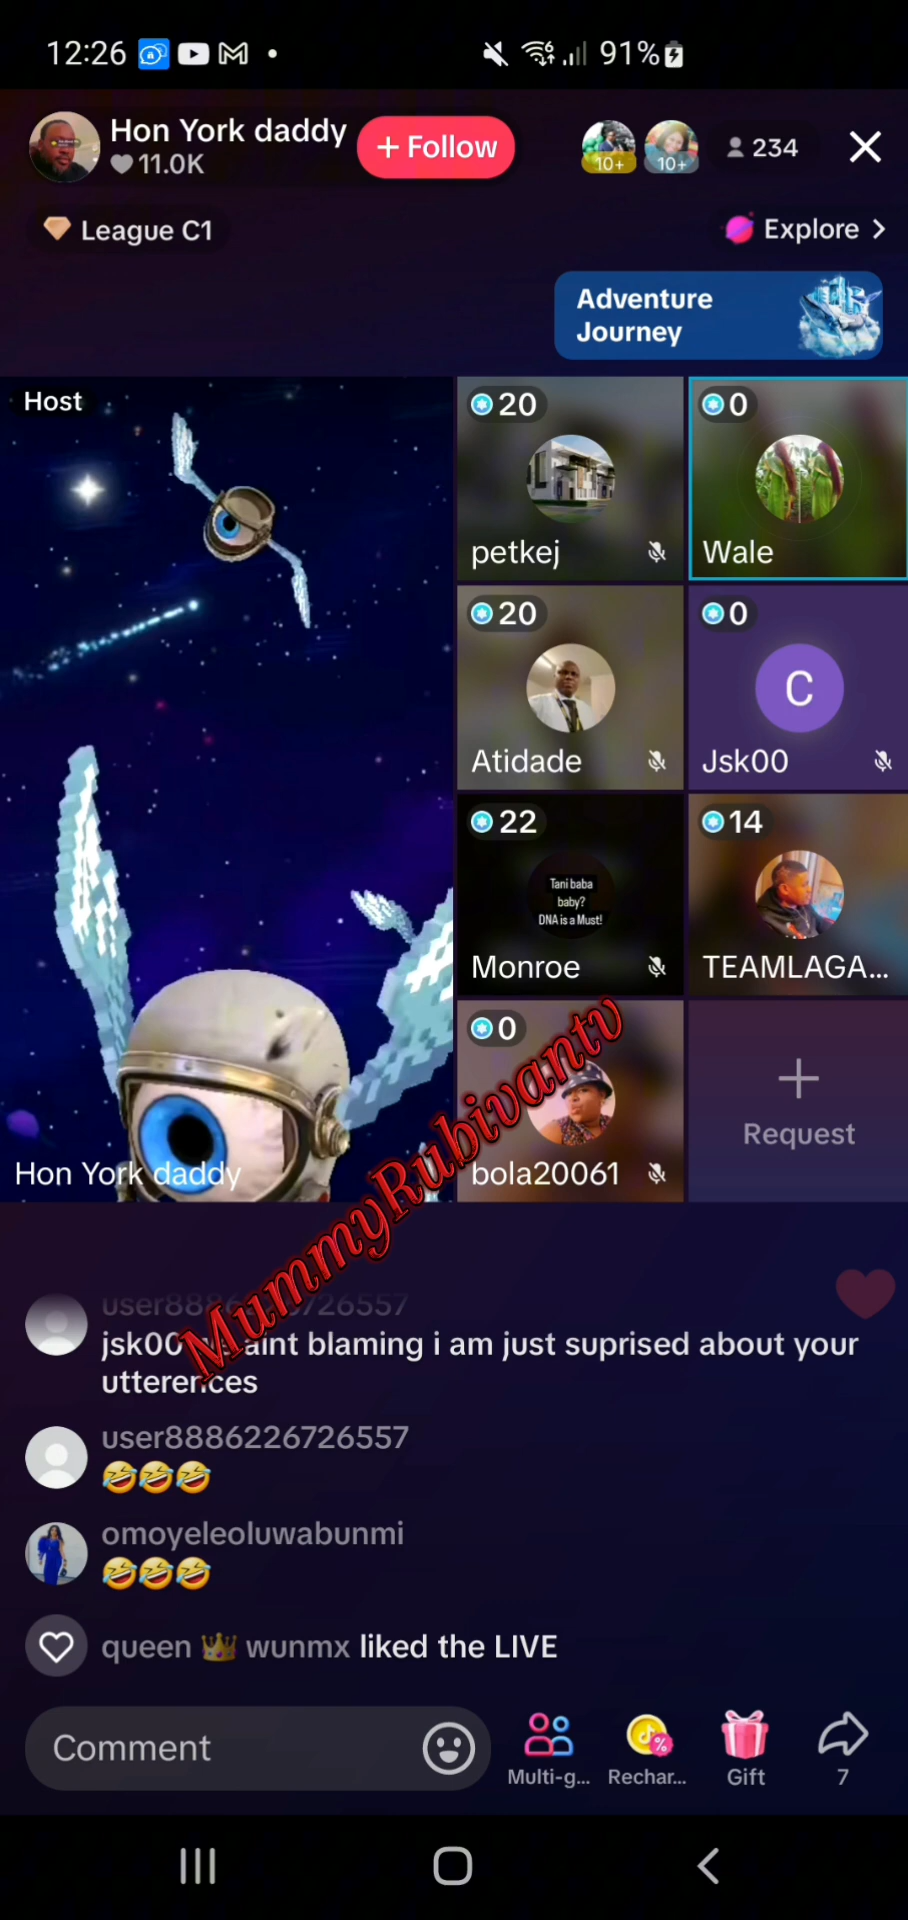 12:26
91%
Hon York daddy
11.0K
+ Follow
10+
10+
234
League C1
Explore >
Adventure
Journey
Host
20
petkej
0
Wale
20
Atidade
0
C
Jsk00
22
Tani baba
baby?
DNA is a Must!
Monroe
14
TEAMLAGA...
0
bola20061
Request
Hon York daddy
MummyRubivantv
user8886226726557
jsk00 aint blaming i am just suprised about your
utterences
user8886226726557
🤣🤣🤣
omoyeleoluwabunmi
🤣🤣🤣
queen 👑 wunmx liked the LIVE
Comment
Multi-g...
Rechar...
Gift
7